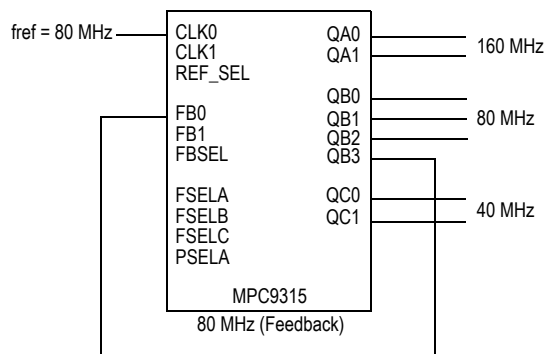 fref = 80 MHz
CLK0
CLK1
REF_SEL
FB0
FB1
FBSEL
FSELA
FSELB
FSELC
PSELA
QA0
QA1
160 MHz
QB0
QB1
QB2
QB3
80 MHz
QC0
QC1
40 MHz
MPC9315
80 MHz (Feedback)